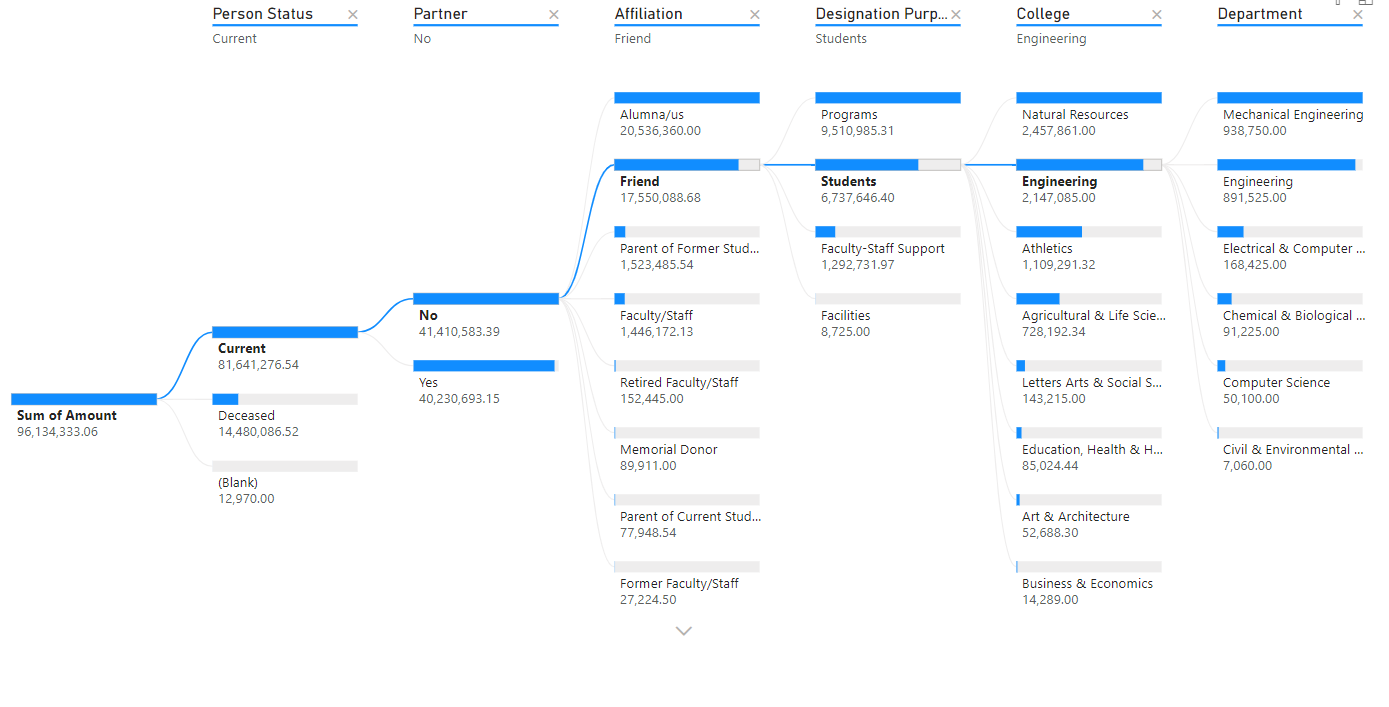 Person Status
Current
Partner
No
Affiliation
Friend
Designation Purp...
Students
College
Engineering
Department
Sum of Amount
96,134,333.06
Current
81,641,276.54
Deceased
14,480,086.52
(Blank)
12,970.00
No
41,410,583.39
Yes
40,230,693.15
Alumna/us
20,536,360.00
Friend
17,550,088.68
Parent of Former Stud...
1,523,485.54
Faculty/Staff
1,446,172.13
Retired Faculty/Staff
152,445.00
Memorial Donor
89,911.00
Parent of Current Stud...
77,948.54
Former Faculty/Staff
27,224.50
Programs
9,510,985.31
Students
6,737,646.40
Faculty-Staff Support
1,292,731.97
Facilities
8,725.00
Natural Resources
2,457,861.00
Engineering
2,147,085.00
Athletics
1,109,291.32
Agricultural & Life Scie...
728,192.34
Letters Arts & Social S...
143,215.00
Education, Health & H...
85,024.44
Art & Architecture
52,688.30
Business & Economics
14,289.00
Mechanical Engineering
938,750.00
Engineering
891,525.00
Electrical & Computer ...
168,425.00
Chemical & Biological ...
91,225.00
Computer Science
50,100.00
Civil & Environmental ...
7,060.00